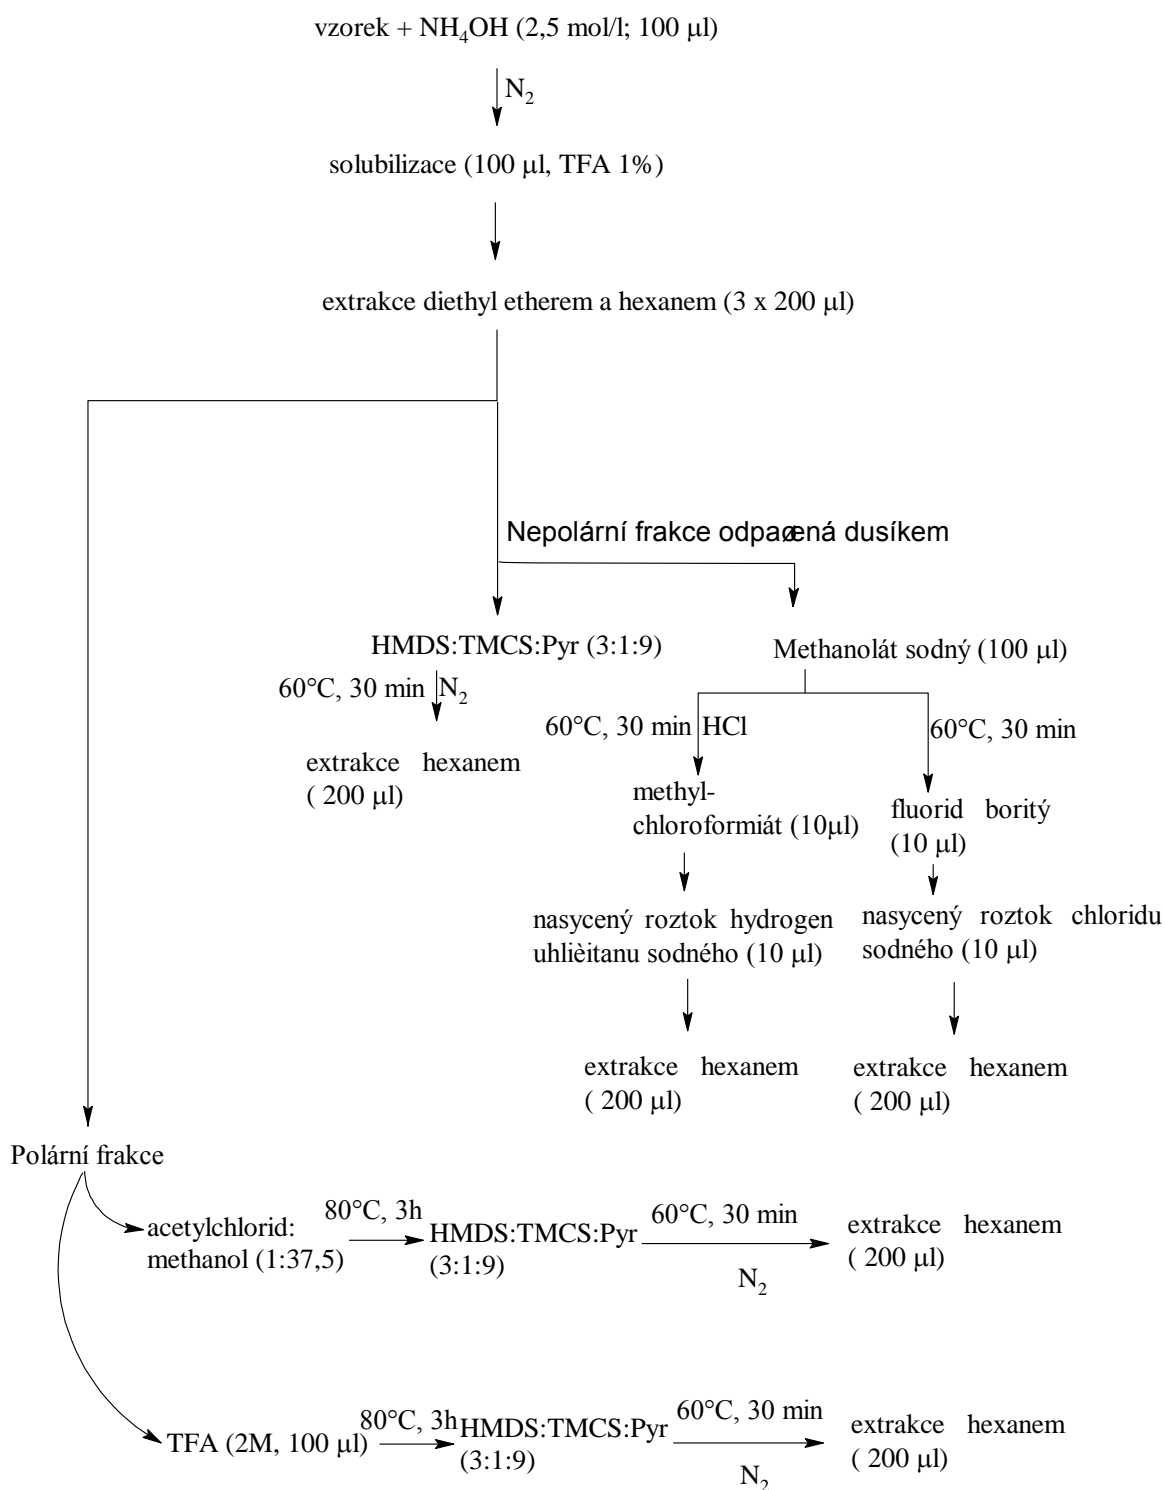 vzorek + NH₄OH (2,5 mol/l; 100 µl)
N₂
solubilizace (100 µl, TFA 1%)
extrakce diethyl etherem a hexanem (3 x 200 µl)
Nepolární frakce odpaøená dusíkem
HMDS:TMCS:Pyr (3:1:9)
60°C, 30 min N₂
extrakce hexanem
( 200 µl)
Methanolát sodný (100 µl)
60°C, 30 min HCl
methyl-
chloroformiát (10µl)
nasycený roztok hydrogen
uhlièitanu sodného (10 µl)
extrakce hexanem
( 200 µl)
60°C, 30 min
fluorid boritý
(10 µl)
nasycený roztok chloridu
sodného (10 µl)
extrakce hexanem
( 200 µl)
Polární frakce
acetylchlorid:
methanol (1:37,5)
80°C, 3h
HMDS:TMCS:Pyr
(3:1:9)
60°C, 30 min
N₂
extrakce hexanem
( 200 µl)
TFA (2M, 100 µl)
80°C, 3h
HMDS:TMCS:Pyr
(3:1:9)
60°C, 30 min
N₂
extrakce hexanem
( 200 µl)